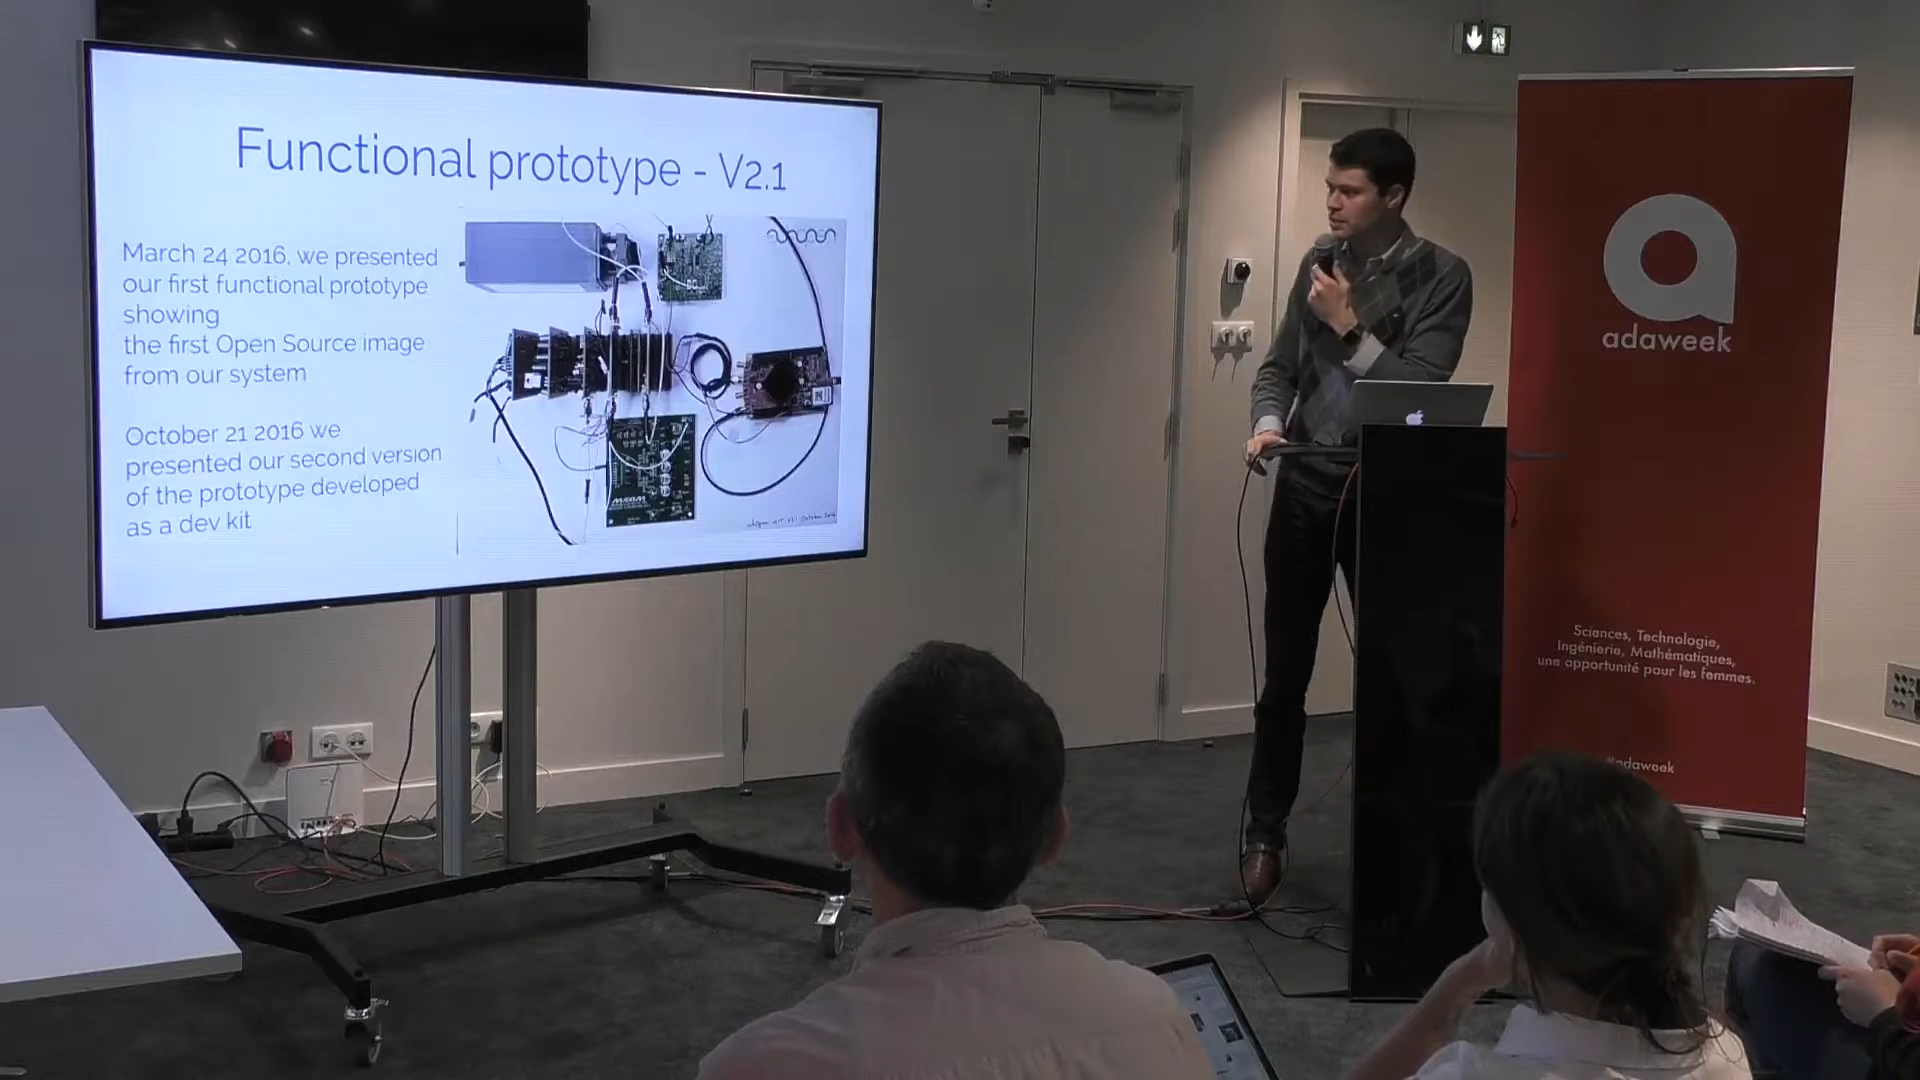 Functional prototype - V2.1
March 24 2016, we presented
our first functional prototype
showing
the first Open Source image
from our system
October 21 2016 we
presented our second version
of the prototype developed
as a dev kit
MAXIM
adaweek
Sciences, Technologie,
Ingénierie, Mathématiques,
une opportunité pour les femmes.
#adaweek